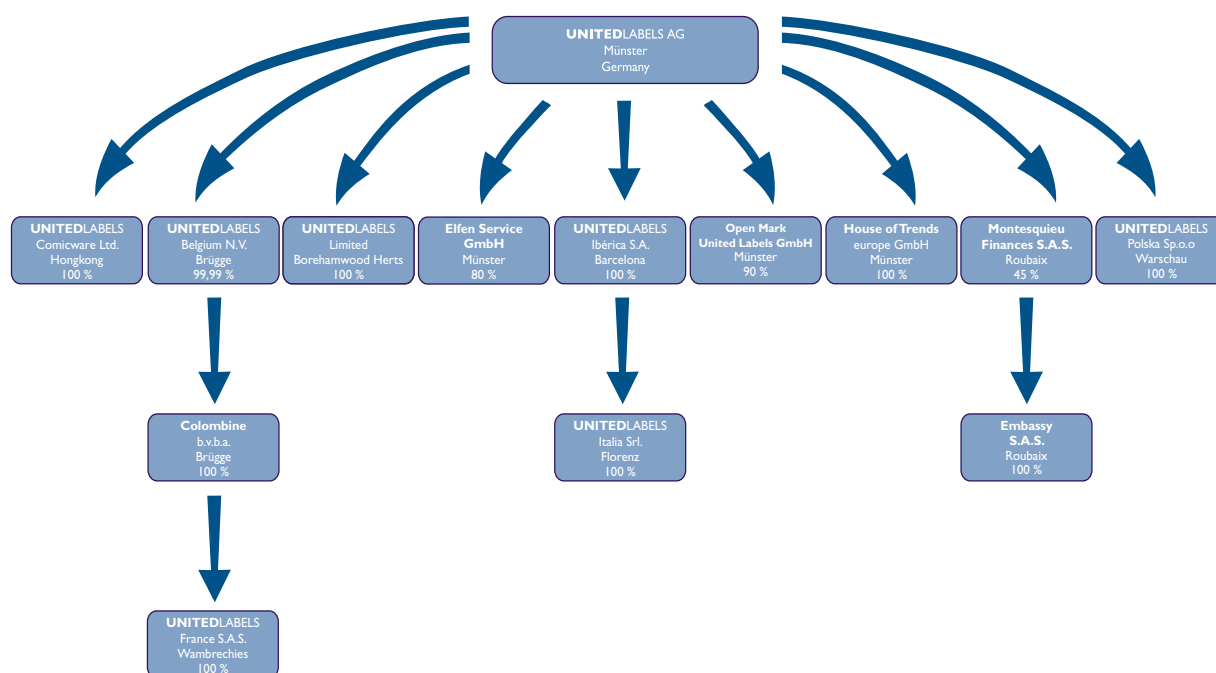 UNITEDLABELS AG
Münster
Germany
UNITEDLABELS
Comicware Ltd.
Hongkong
100 %
UNITEDLABELS
Belgium N.V.
Brügge
99,99 %
UNITEDLABELS
Limited
Borehamwood Herts
100 %
Elfen Service
GmbH
Münster
80 %
UNITEDLABELS
Ibérica S.A.
Barcelona
100 %
Open Mark
United Labels GmbH
Münster
90 %
House of Trends
europe GmbH
Münster
100 %
Montesquieu
Finances S.A.S.
Roubaix
45 %
UNITEDLABELS
Polska Sp.o.o
Warschau
100 %
Colombine
b.v.b.a.
Brügge
100 %
UNITEDLABELS
Italia Srl.
Florenz
100 %
Embassy
S.A.S.
Roubaix
100 %
UNITEDLABELS
France S.A.S.
Wambrechies
100 %